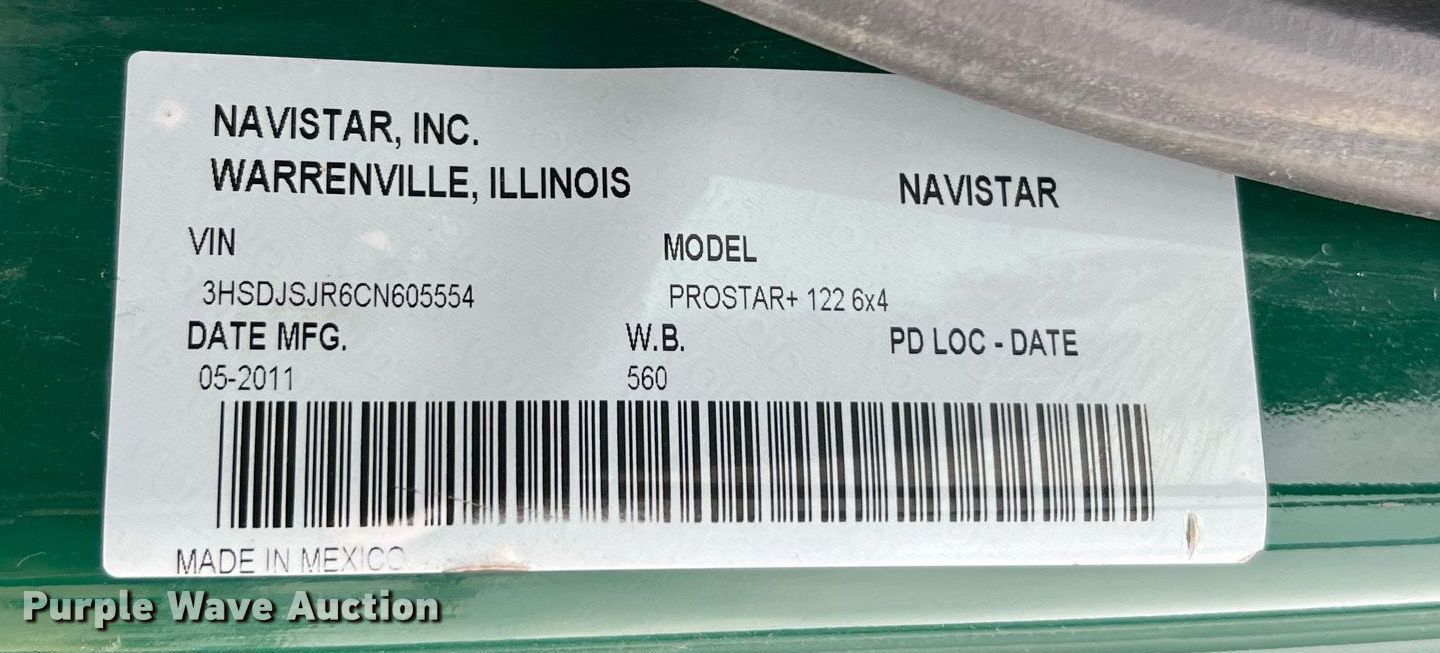 NAVISTAR, INC.
WARRENVILLE, ILLINOIS
NAVISTAR
VIN
MODEL
3HSDJSJR6CN605554
PROSTAR+ 122 6x4
DATE MFG.
W.B.
PD LOC - DATE
05-2011
560
MADE IN MEXICO
Purple Wave Auction